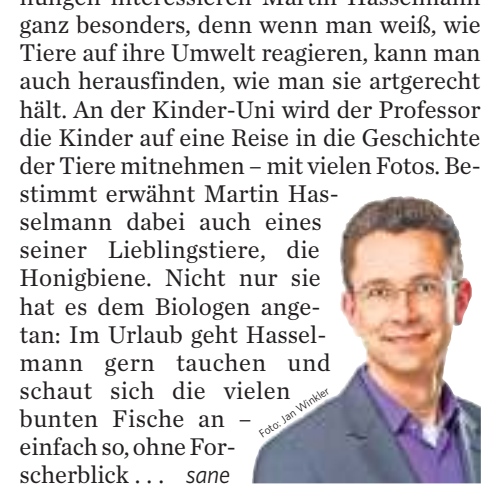 nungen interessieren Martin Hasselmann
ganz besonders, denn wenn man weiß, wie
Tiere auf ihre Umwelt reagieren, kann man
auch herausfinden, wie man sie artgerecht
hält. An der Kinder-Uni wird der Professor
die Kinder auf eine Reise in die Geschichte
der Tiere mitnehmen – mit vielen Fotos. Be-
stimmt erwähnt Martin Has-
selmann dabei auch eines
seiner Lieblingstiere, die
Honigbiene. Nicht nur sie
hat es dem Biologen ange-
tan: Im Urlaub geht Hassel-
mann gern tauchen und
schaut sich die vielen
bunten Fische an –
einfach so, ohne For-
scherblick . . . sane
Foto: Jan Winkler